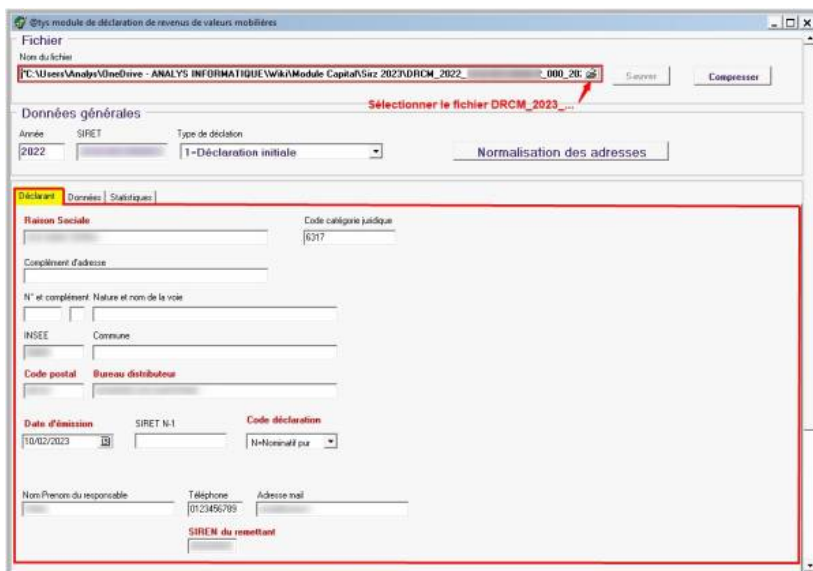 @tys module de déclaration de revenus de valeurs mobilières
Fichier
Nom du fichier
"C:\Users\Analys\OneDrive - ANALYS INFORMATIQUE\Wiki\Module Capital\Sirz 2023\DRCM_2022_ _000_20
Sauver
Compresser
Sélectionner le fichier DRCM_2023_...
Données générales
Année SIRET Type de déclation
2022 1-Déclaration initiale Normalisation des adresses
Déclarant Données Statistiques
Raison Sociale Code catégorie juridique
6317
Complément d'adresse
N° et complément Nature et nom de la voie
INSEE Commune
Code postal Bureau distributeur
Date d'émission SIRET N-1 Code déclaration
10/02/2023 N=Nominatif pur
Nom Prenom du responsable Téléphone Adresse mail
0123456789
SIREN du remettant